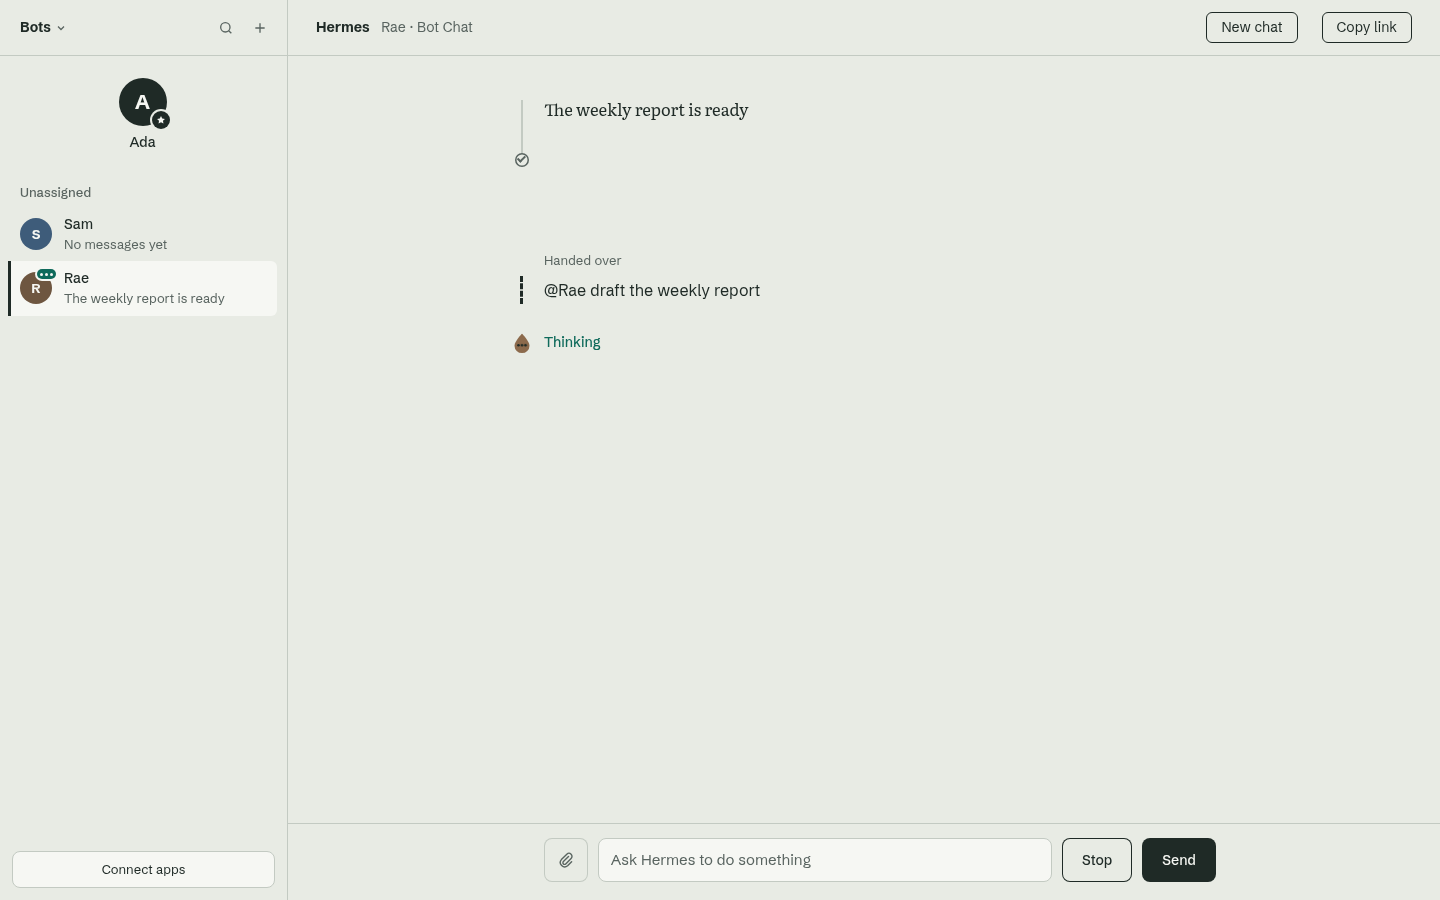 Bots
A
Ada
Unassigned
S
Sam
No messages yet
R
Rae
The weekly report is ready
Connect apps
Hermes Rae · Bot Chat
New chat
Copy link
The weekly report is ready
Handed over
@Rae draft the weekly report
Thinking
Ask Hermes to do something
Stop
Send